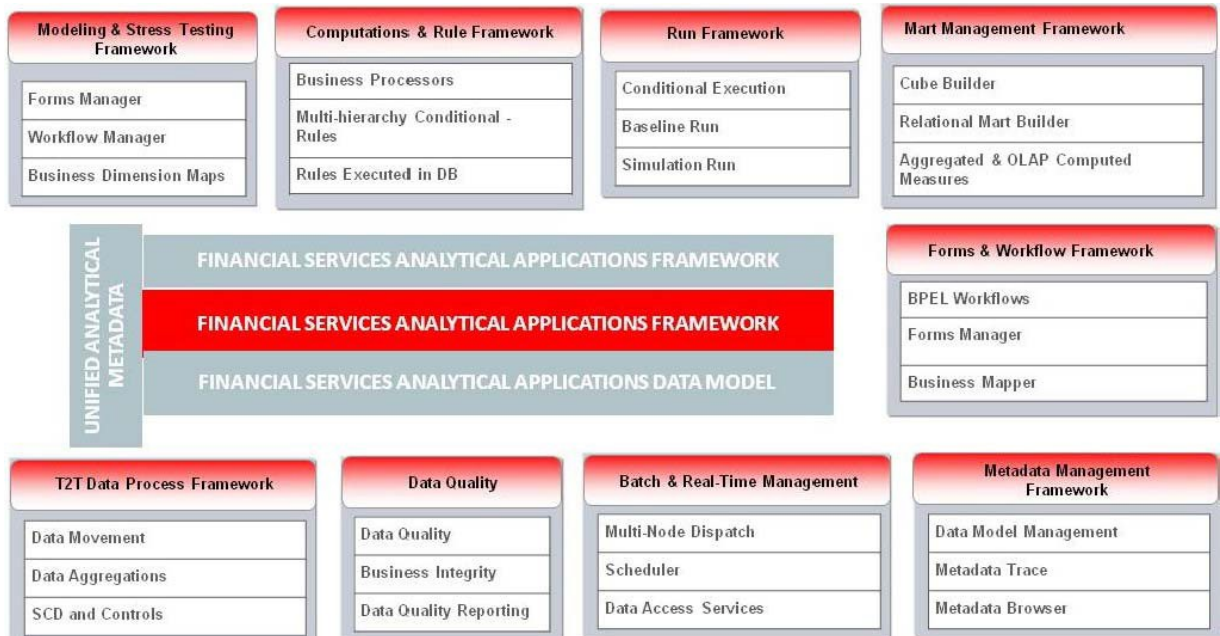 Modeling & Stress Testing
Framework
Forms Manager
Workflow Manager
Business Dimension Maps
Computations & Rule Framework
Business Processors
Multi-hierarchy Conditional -
Rules
Rules Executed in DB
Run Framework
Conditional Execution
Baseline Run
Simulation Run
Mart Management Framework
Cube Builder
Relational Mart Builder
Aggregated & OLAP Computed
Measures
UNIFIED ANALYTICAL
METADATA
FINANCIAL SERVICES ANALYTICAL APPLICATIONS FRAMEWORK
FINANCIAL SERVICES ANALYTICAL APPLICATIONS FRAMEWORK
FINANCIAL SERVICES ANALYTICAL APPLICATIONS DATA MODEL
Forms & Workflow Framework
BPEL Workflows
Forms Manager
Business Mapper
T2T Data Process Framework
Data Movement
Data Aggregations
SCD and Controls
Data Quality
Data Quality
Business Integrity
Data Quality Reporting
Batch & Real-Time Management
Multi-Node Dispatch
Scheduler
Data Access Services
Metadata Management
Framework
Data Model Management
Metadata Trace
Metadata Browser